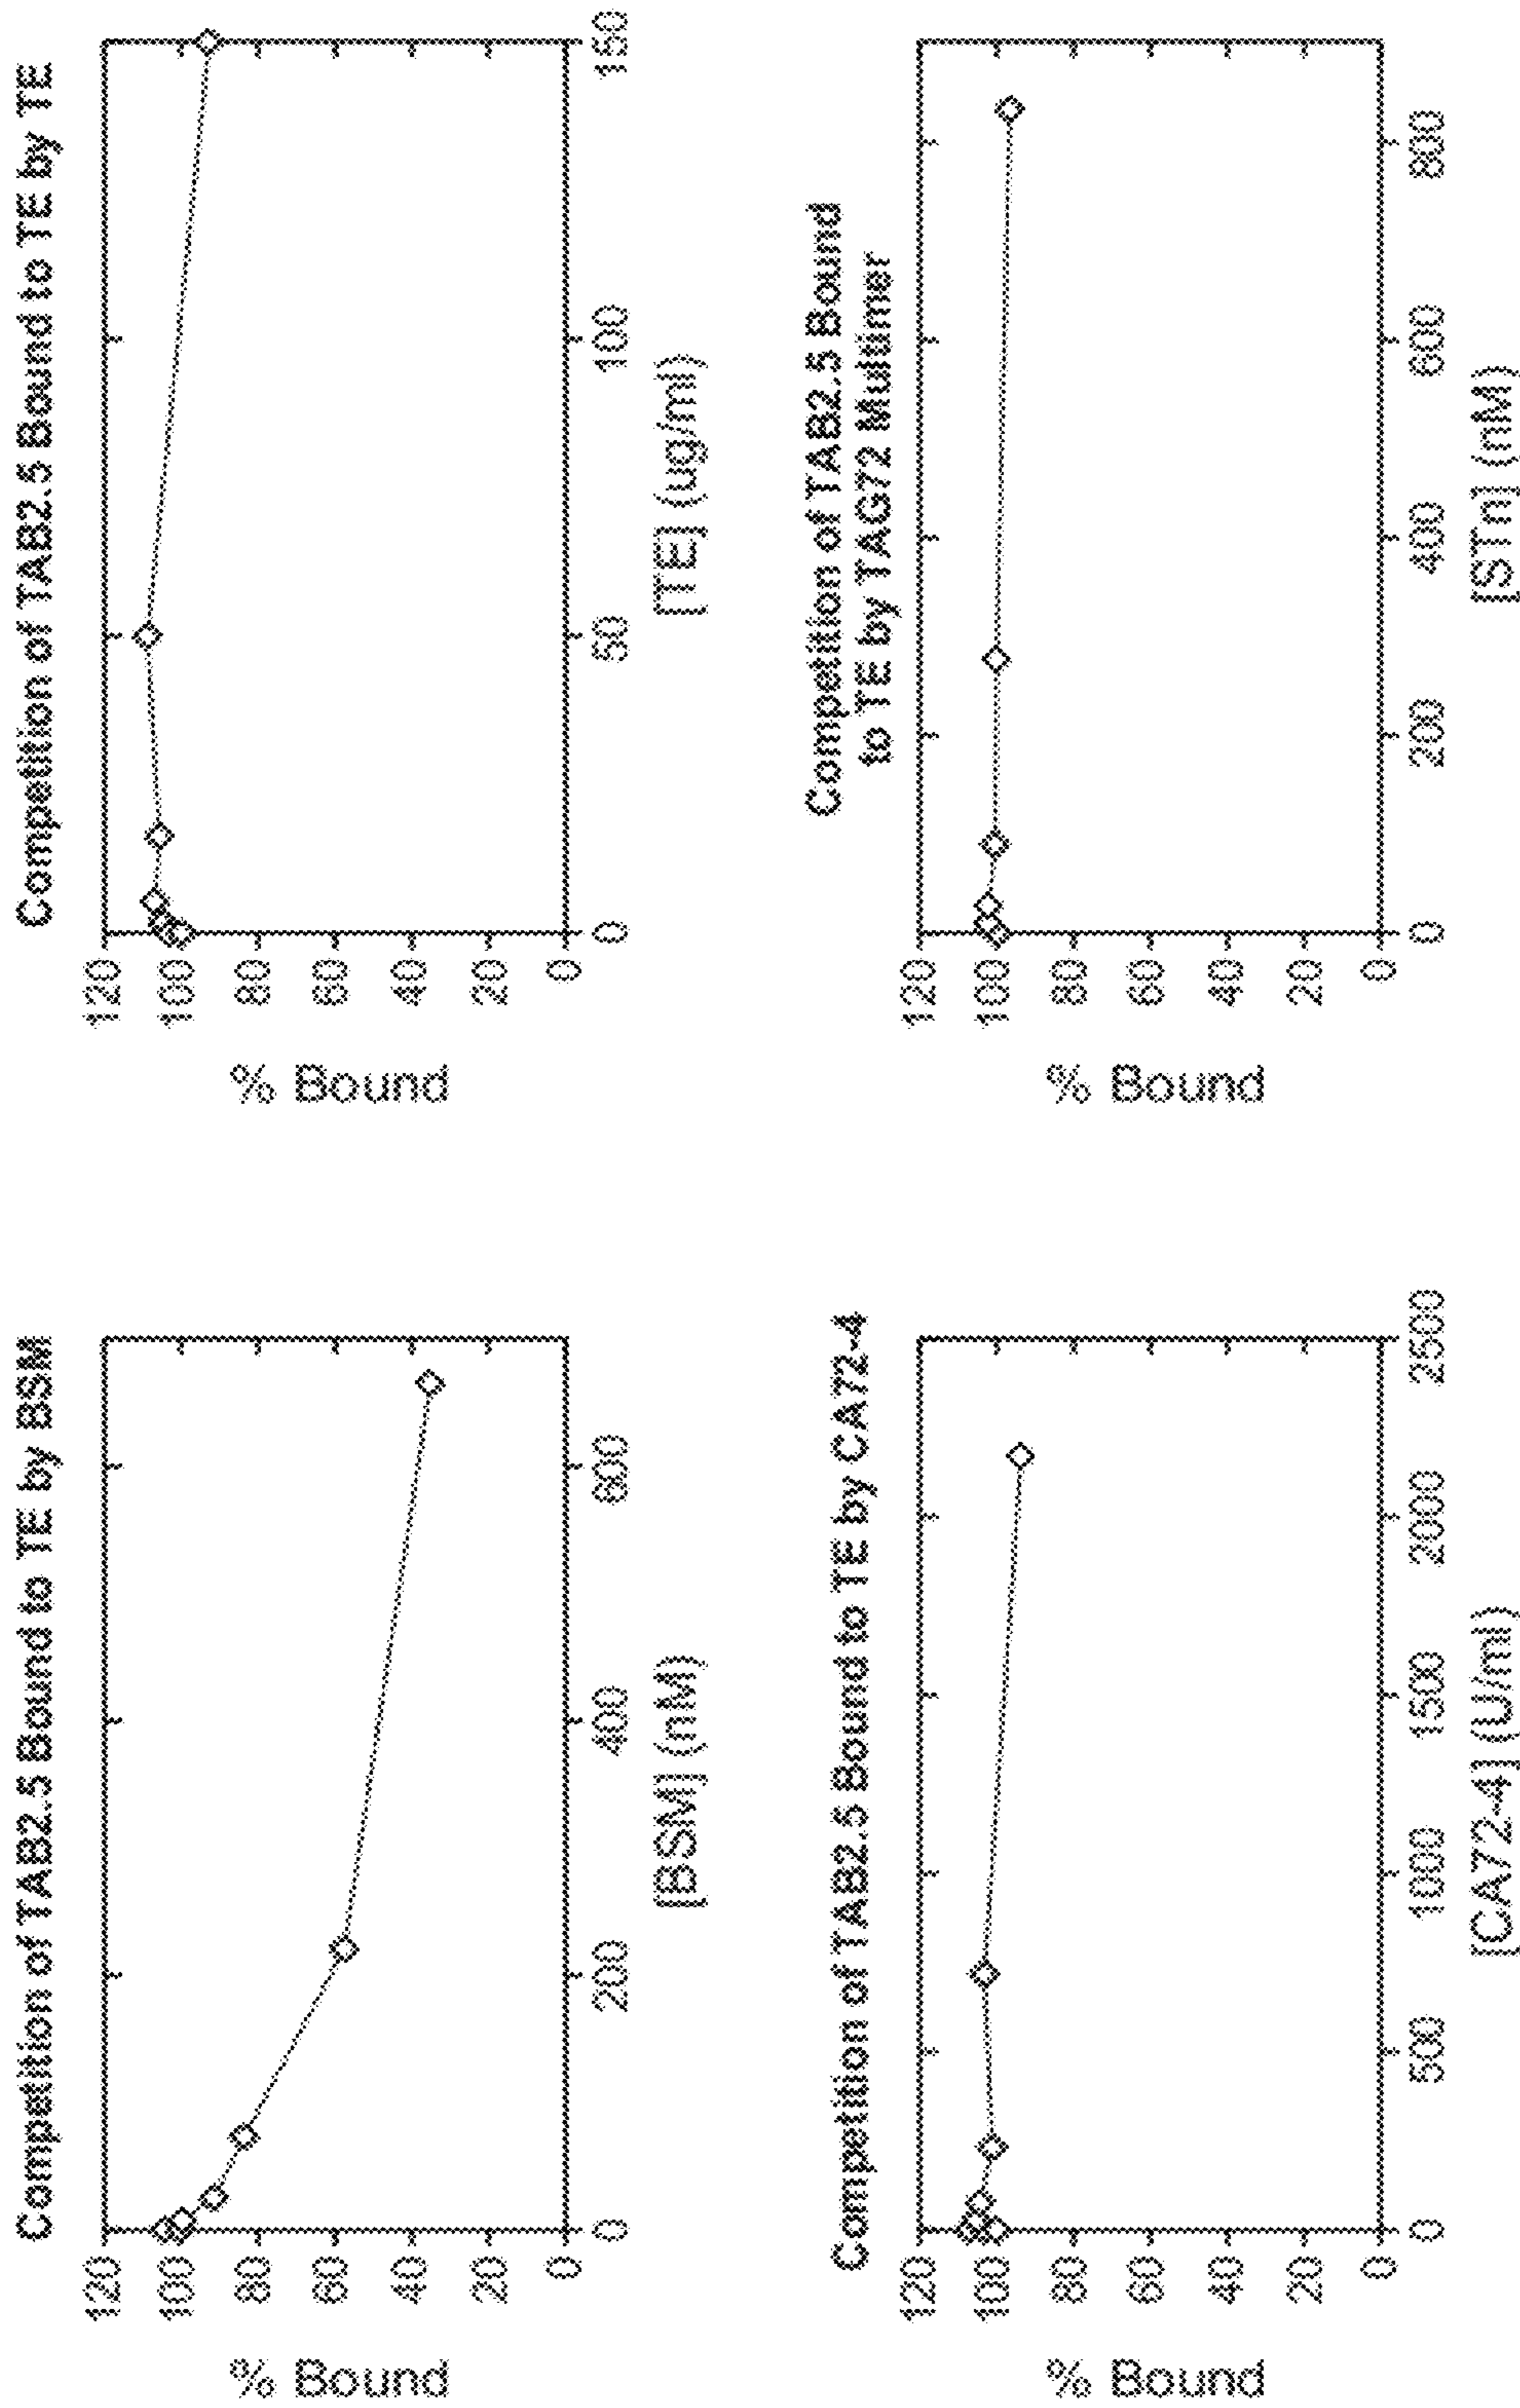 Competition of TAB2.5 Bound to TE by BSM
% Bound
120
100
80
60
40
20
0
0 200 400 600
[BSM] (nM)
Competition of TAB2.5 Bound to TE by TE
% Bound
120
100
80
60
40
20
0
0 50 100 150
[TE] (ug/ml)
Competition of TAB2.5 Bound to TE by CA72-4
% Bound
120
100
80
60
40
20
0
0 500 1000 1500 2000 2500
[CA72-4] (U/ml)
Competition of TAB2.5 Bound
to TE by TAG72 Multimer
% Bound
120
100
80
60
40
20
0
0 200 400 600 800
[STn] (nM)